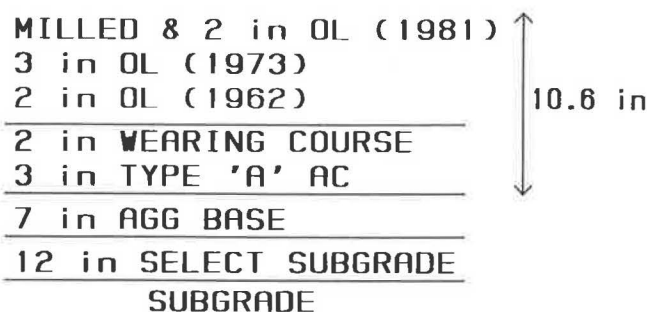 MILLED & 2 in OL (1981)
3 in OL (1973)
2 in OL (1962)
10.6 in
2 in WEARING COURSE
3 in TYPE 'A' AC
7 in AGG BASE
12 in SELECT SUBGRADE
SUBGRADE